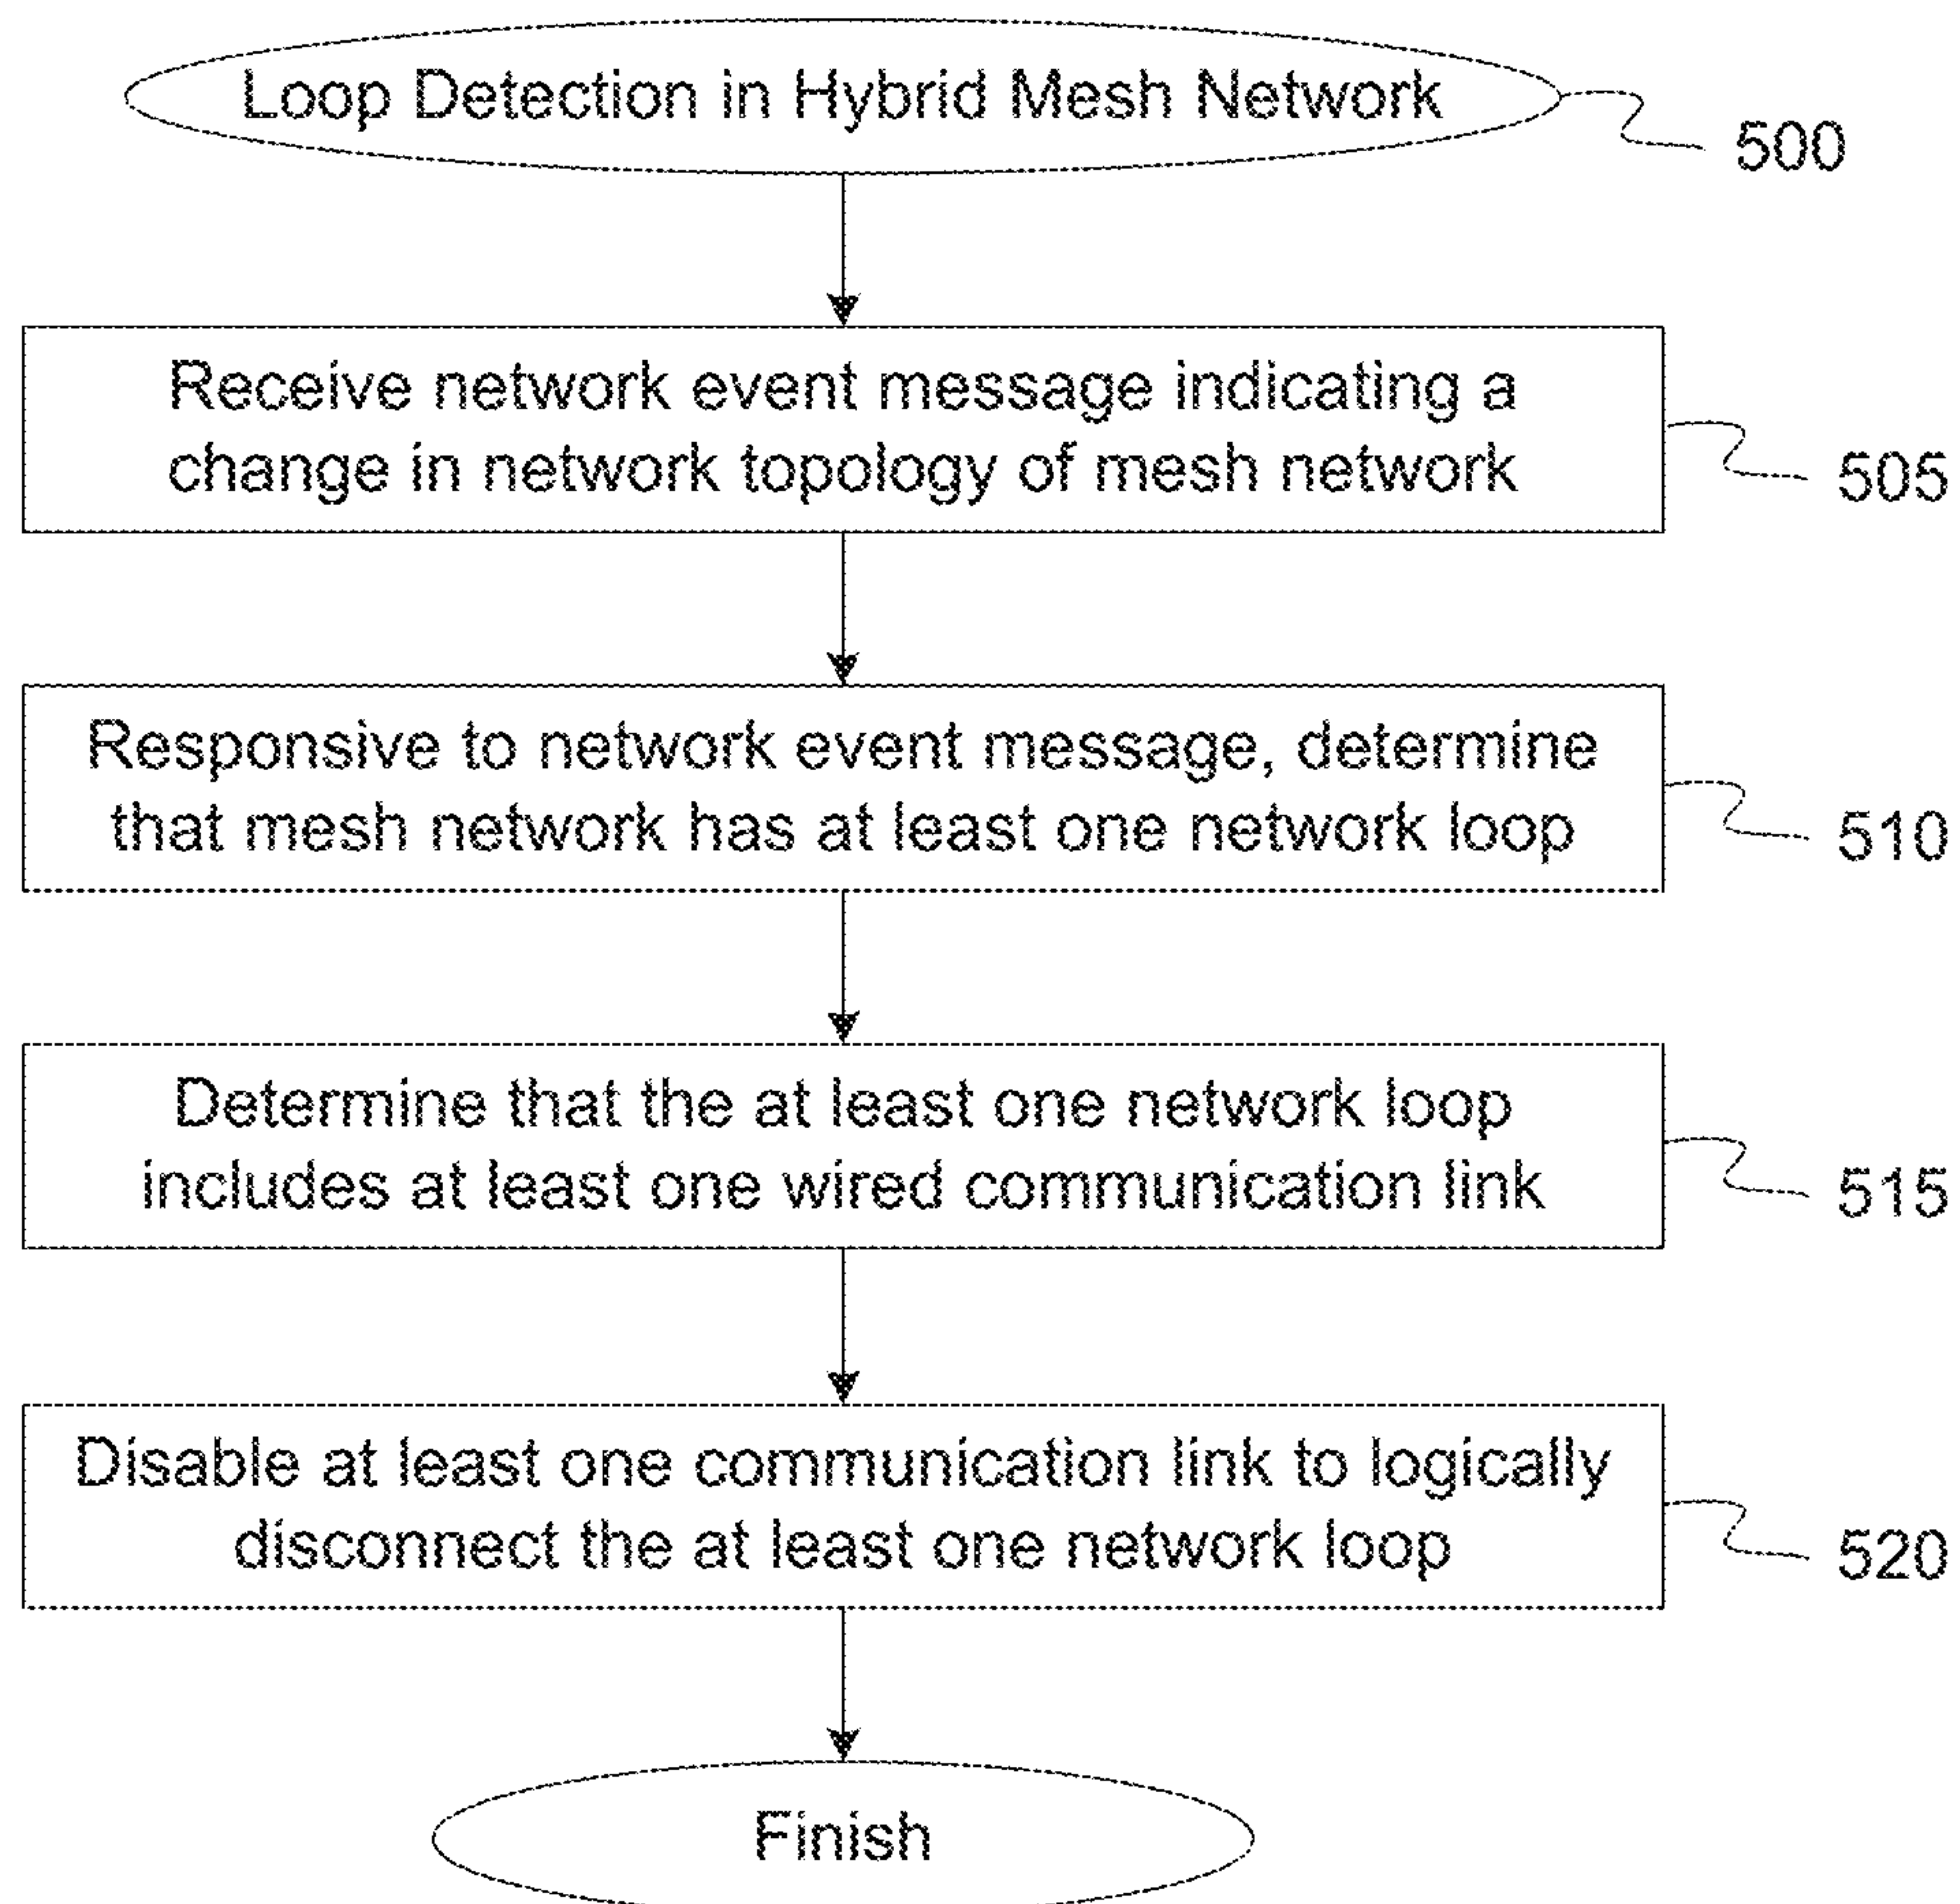 Loop Detection in Hybrid Mesh Network
500
Receive network event message indicating a
change in network topology of mesh network
505
Responsive to network event message, determine
that mesh network has at least one network loop
510
Determine that the at least one network loop
includes at least one wired communication link
515
Disable at least one communication link to logically
disconnect the at least one network loop
520
Finish